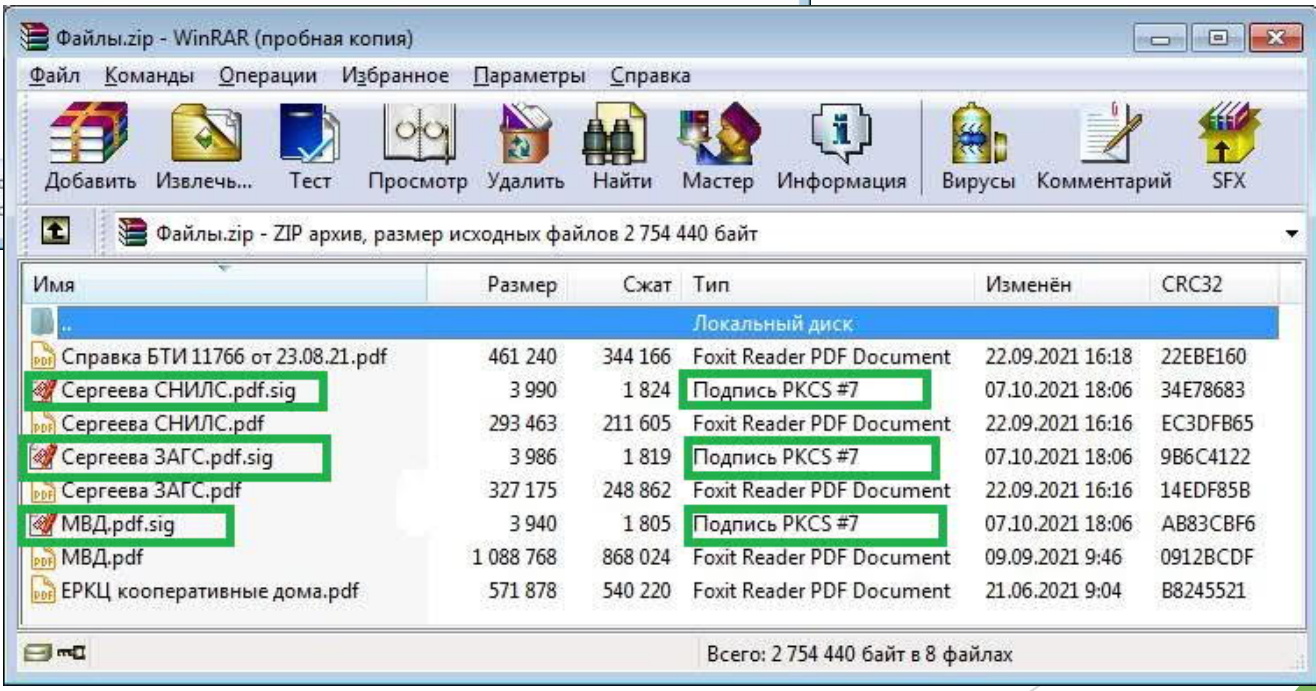 Файлы.zip - WinRAR (пробная копия)
Файл Команды Операции Избранное Параметры Справка
Добавить Извлечь... Тест Просмотр Удалить Найти Мастер Информация Вирусы Комментарий SFX
Файлы.zip - ZIP архив, размер исходных файлов 2 754 440 байт
Имя Размер Сжат Тип Изменён CRC32
.. Локальный диск
Справка БТИ 11766 от 23.08.21.pdf 461 240 344 166 Foxit Reader PDF Document 22.09.2021 16:18 22EBE160
Сергеева СНИЛС.pdf.sig 3 990 1 824 Подпись PKCS #7 07.10.2021 18:06 34E78683
Сергеева СНИЛС.pdf 293 463 211 605 Foxit Reader PDF Document 22.09.2021 16:16 EC3DFB65
Сергеева ЗАГС.pdf.sig 3 986 1 819 Подпись PKCS #7 07.10.2021 18:06 9B6C4122
Сергеева ЗАГС.pdf 327 175 248 862 Foxit Reader PDF Document 22.09.2021 16:16 14EDF85B
МВД.pdf.sig 3 940 1 805 Подпись PKCS #7 07.10.2021 18:06 AB83CBF6
МВД.pdf 1 088 768 868 024 Foxit Reader PDF Document 09.09.2021 9:46 0912BCDF
ЕРКЦ кооперативные дома.pdf 571 878 540 220 Foxit Reader PDF Document 21.06.2021 9:04 B8245521
Всего: 2 754 440 байт в 8 файлах